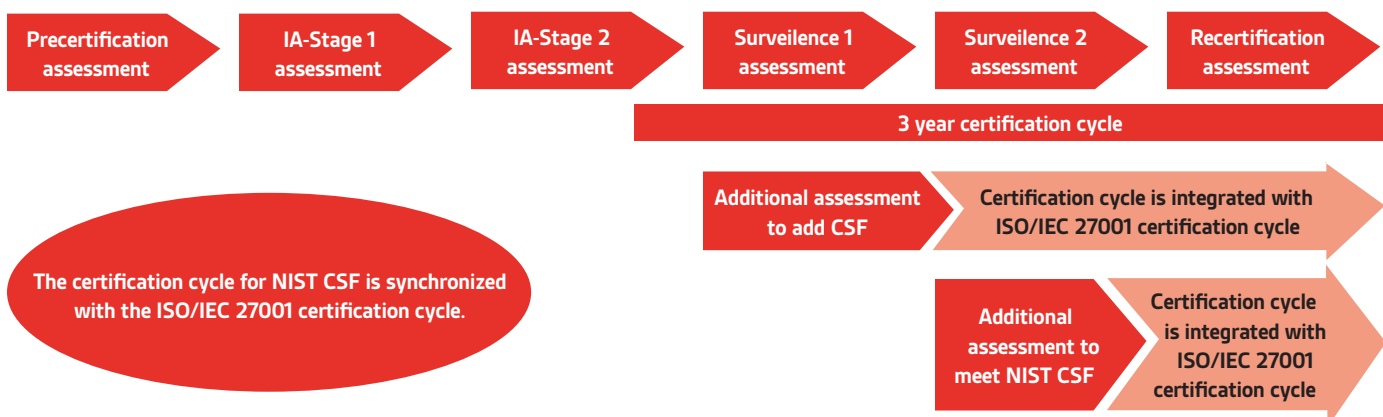 Precertification
assessment
IA-Stage 1
assessment
IA-Stage 2
assessment
Surveilence 1
assessment
Surveilence 2
assessment
Recertification
assessment
3 year certification cycle
Additional assessment
to add CSF
Certification cycle is integrated with
ISO/IEC 27001 certification cycle
The certification cycle for NIST CSF is synchronized
with the ISO/IEC 27001 certification cycle.
Additional
assessment to
meet NIST CSF
Certification cycle
is integrated with
ISO/IEC 27001
certification cycle